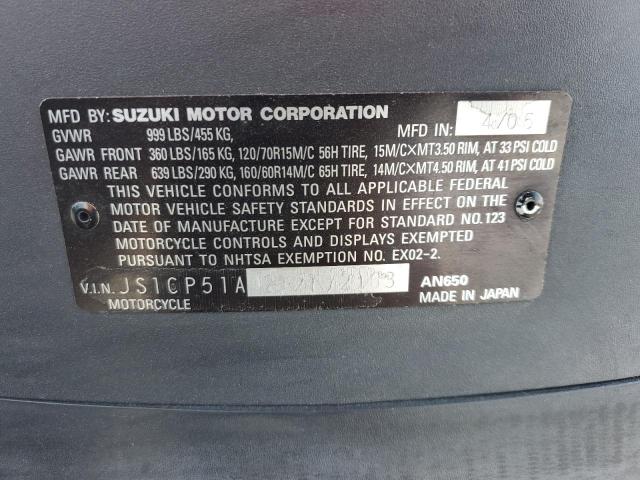 MFD BY: SUZUKI MOTOR CORPORATION
GVWR 999 LBS/455 KG, MFD IN: 4/05
GAWR FRONT 360 LBS/165 KG, 120/70R15M/C 56H TIRE, 15M/C×MT3.50 RIM, AT 33 PSI COLD
GAWR REAR 639 LBS/290 KG, 160/60R14M/C 65H TIRE, 14M/C×MT4.50 RIM, AT 41 PSI COLD
THIS VEHICLE CONFORMS TO ALL APPLICABLE FEDERAL
MOTOR VEHICLE SAFETY STANDARDS IN EFFECT ON THE
DATE OF MANUFACTURE EXCEPT FOR STANDARD NO. 123
MOTORCYCLE CONTROLS AND DISPLAYS EXEMPTED
PURSUANT TO NHTSA EXEMPTION NO. EX02-2.
V.I.N. JS1CP51A AN650
MOTORCYCLE MADE IN JAPAN